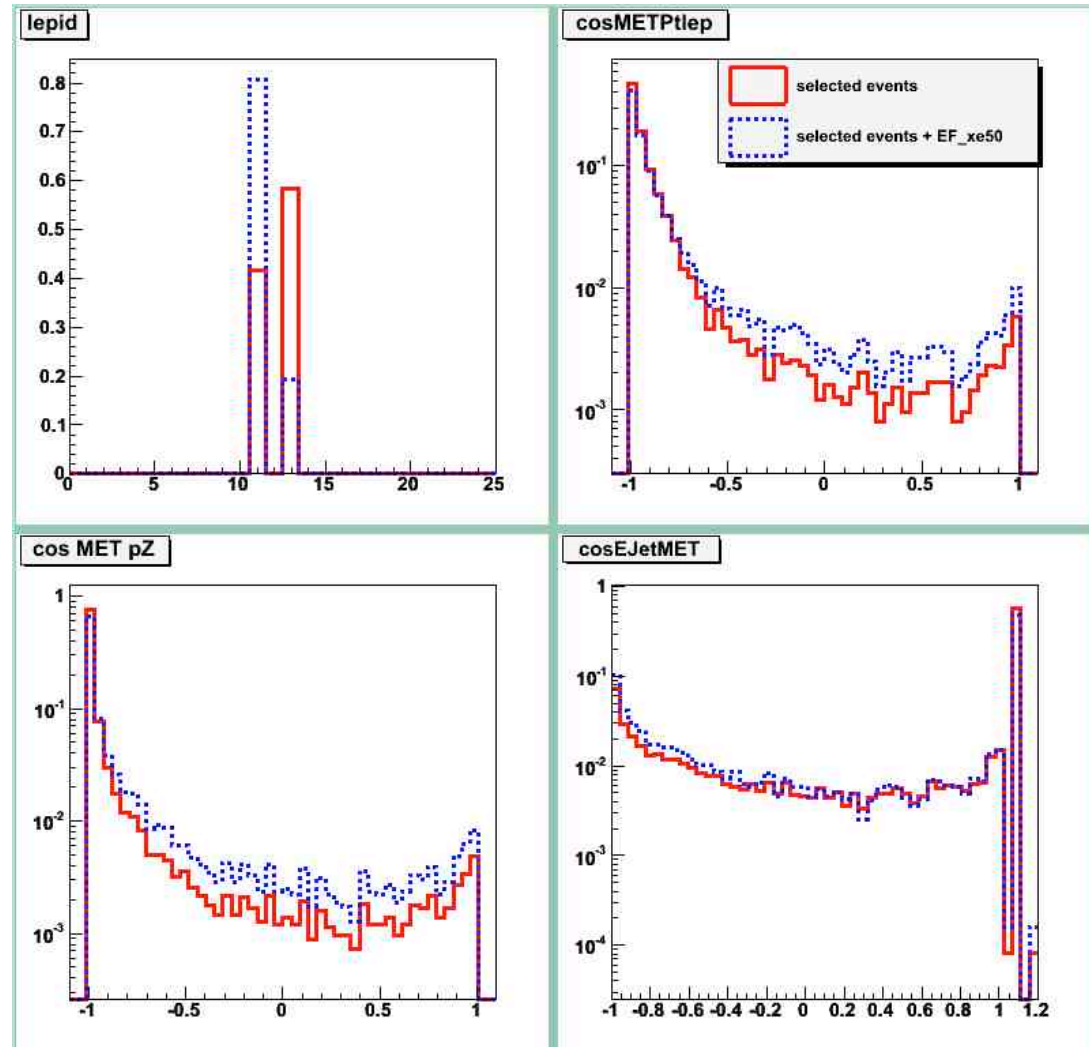 lepid
0.8
0.7
0.6
0.5
0.4
0.3
0.2
0.1
0
0 5 10 15 20 25
cosMETPtlep
selected events
selected events + EF_xe50
10-1
10-2
10-3
-1 -0.5 0 0.5 1
cos MET pZ
1
10-1
10-2
10-3
-1 -0.5 0 0.5 1
cosEJetMET
1
10-1
10-2
10-3
10-4
-1 -0.8 -0.6 -0.4 -0.2 0 0.2 0.4 0.6 0.8 1 1.2